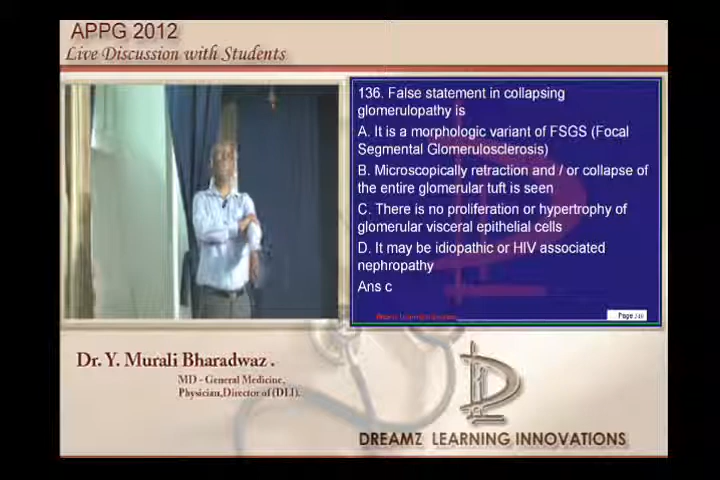 APPG 2012
Live Discussion with Students
136. False statement in collapsing
glomerulopathy is
A. It is a morphologic variant of FSGS (Focal
Segmental Glomerulosclerosis)
B. Microscopically retraction and / or collapse of
the entire glomerular tuft is seen
C. There is no proliferation or hypertrophy of
glomerular visceral epithelial cells
D. It may be idiopathic or HIV associated
nephropathy
Ans c
Page
Dr. Y. Murali Bharadwaz .
MD - General Medicine,
Physician,Director of (DLI).
DREAMZ LEARNING INNOVATIONS